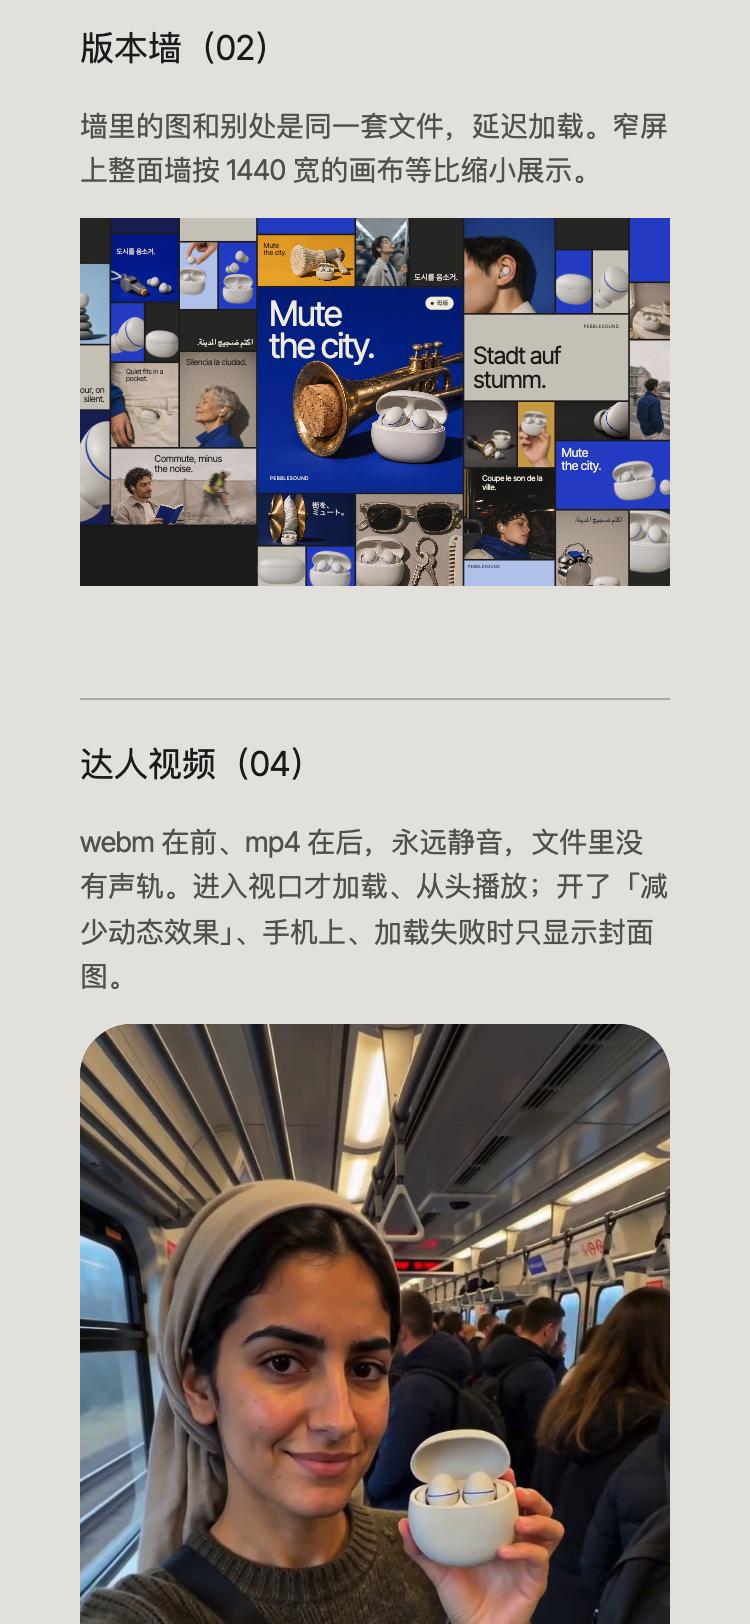 版本墙（02）
墙里的图和别处是同一套文件，延迟加载。窄屏
上整面墙按 1440 宽的画布等比缩小展示。
도시를 음소거.
Mute
the city.
도시를 음소거.
Mute
the city.
母版
PEBBLESOUND
اكتم ضجيج المدينة.
Silencia la ciudad.
Quiet fits in a
pocket.
our, on
silent.
Commute, minus
the noise.
PEBBLESOUND
Stadt auf
stumm.
Mute
the city.
Coupe le son de la
ville.
街を、
ミュート。
اكتم ضجيج المدينة.
PEBBLESOUND
达人视频（04）
webm 在前、mp4 在后，永远静音，文件里没
有声轨。进入视口才加载、从头播放；开了「减
少动态效果」、手机上、加载失败时只显示封面
图。